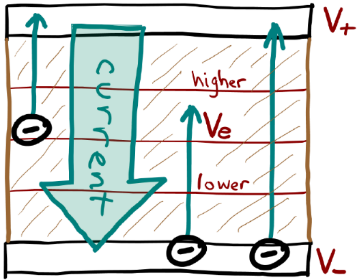 V+
higher
current
Ve
lower
V-